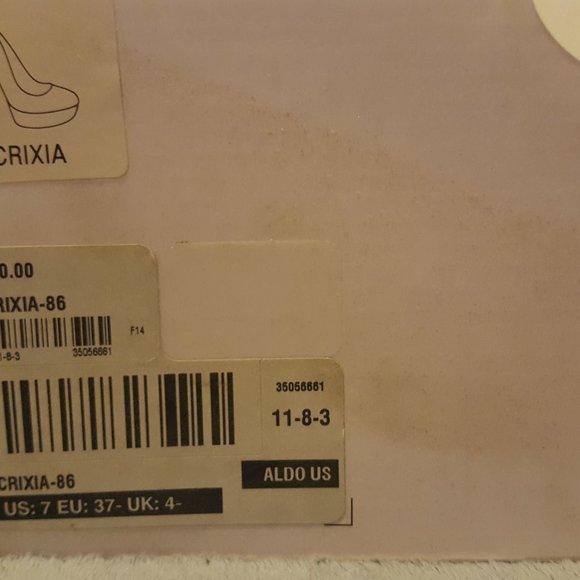 CRIXIA
0.00
RIXIA-86
F14
1-8-3 35056661
35056661
11-8-3
ALDO US
CRIXIA-86
US: 7 EU: 37- UK: 4-